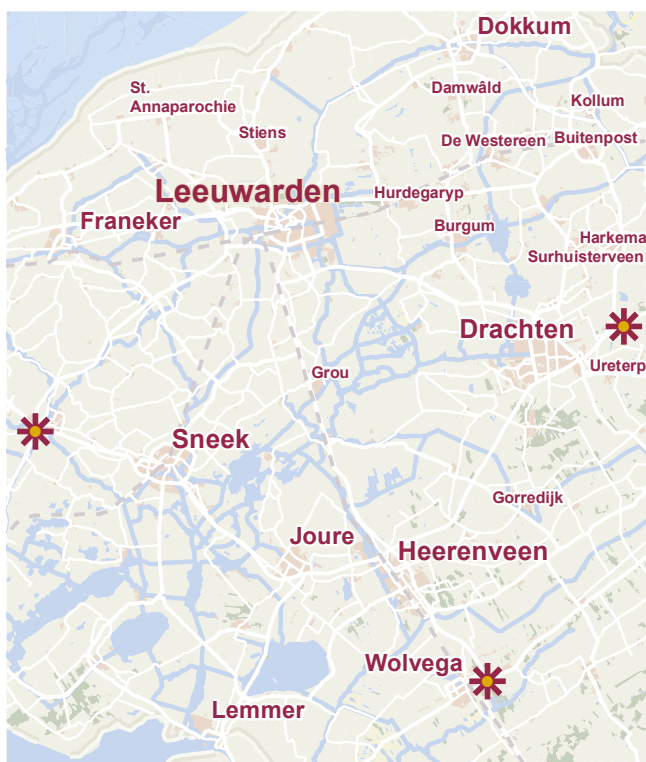 Dokkum
St.
Annaparochie
Damwâld
Kollum
Stiens
De Westereen
Buitenpost
Leeuwarden
Hurdegaryp
Franeker
Burgum
Harkema
Surhuisterveen
Drachten
Grou
Ureterp
Sneek
Gorredijk
Joure
Heerenveen
Wolvega
Lemmer